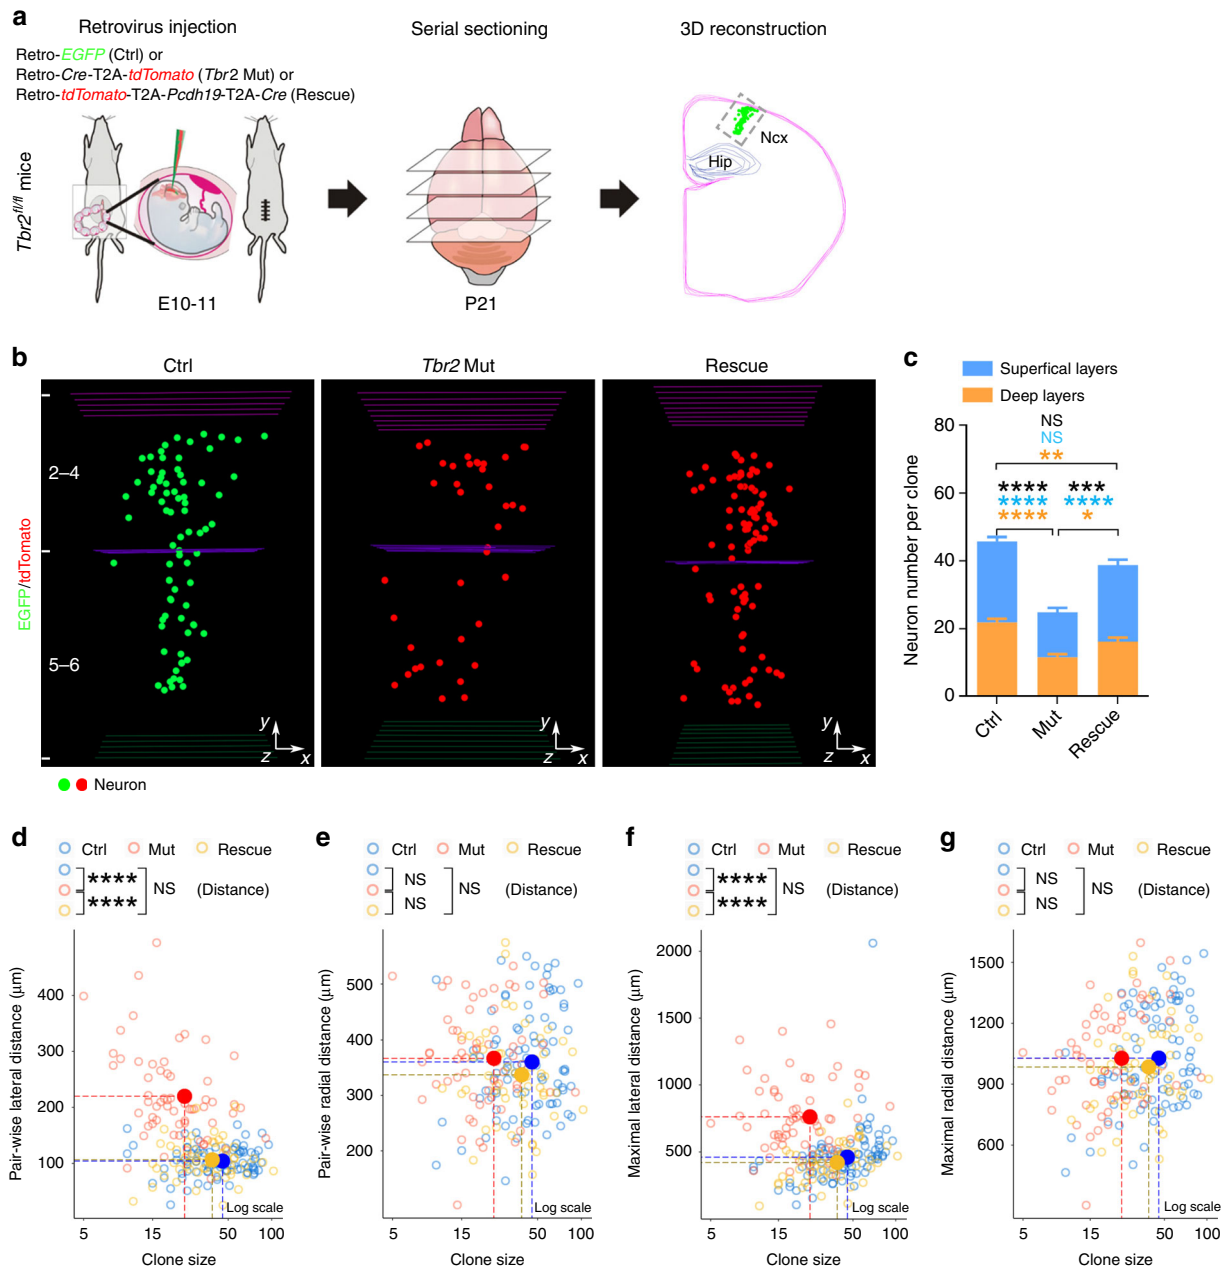 a
Retrovirus injection
Serial sectioning
3D reconstruction
Retro-EGFP (Ctrl) or
Retro-Cre-T2A-tdTomato (Tbr2 Mut) or
Retro-tdTomato-T2A-Pcdh19-T2A-Cre (Rescue)
Tbr2fl/fl mice
Ncx
Hip
E10-11
P21
b
Ctrl
Tbr2 Mut
Rescue
EGFP/tdTomato
2–4
5–6
y
z
x
y
z
x
y
z
x
Neuron
c
Superfical layers
Deep layers
NS
NS
**
**** ***
**** ****
**** *
Neuron number per clone
80
60
40
20
0
Ctrl
Mut
Rescue
d
Ctrl Mut Rescue
****
****
NS
(Distance)
Pair-wise lateral distance (µm)
400
300
200
100
Log scale
5 15 50 100
Clone size
e
Ctrl Mut Rescue
NS
NS
NS
(Distance)
Pair-wise radial distance (µm)
500
400
300
200
Log scale
5 15 50 100
Clone size
f
Ctrl Mut Rescue
****
****
NS
(Distance)
Maximal lateral distance (µm)
2000
1500
1000
500
0
Log scale
5 15 50 100
Clone size
g
Ctrl Mut Rescue
NS
NS
NS
(Distance)
Maximal radial distance (µm)
1500
1200
900
600
Log scale
5 15 50 100
Clone size